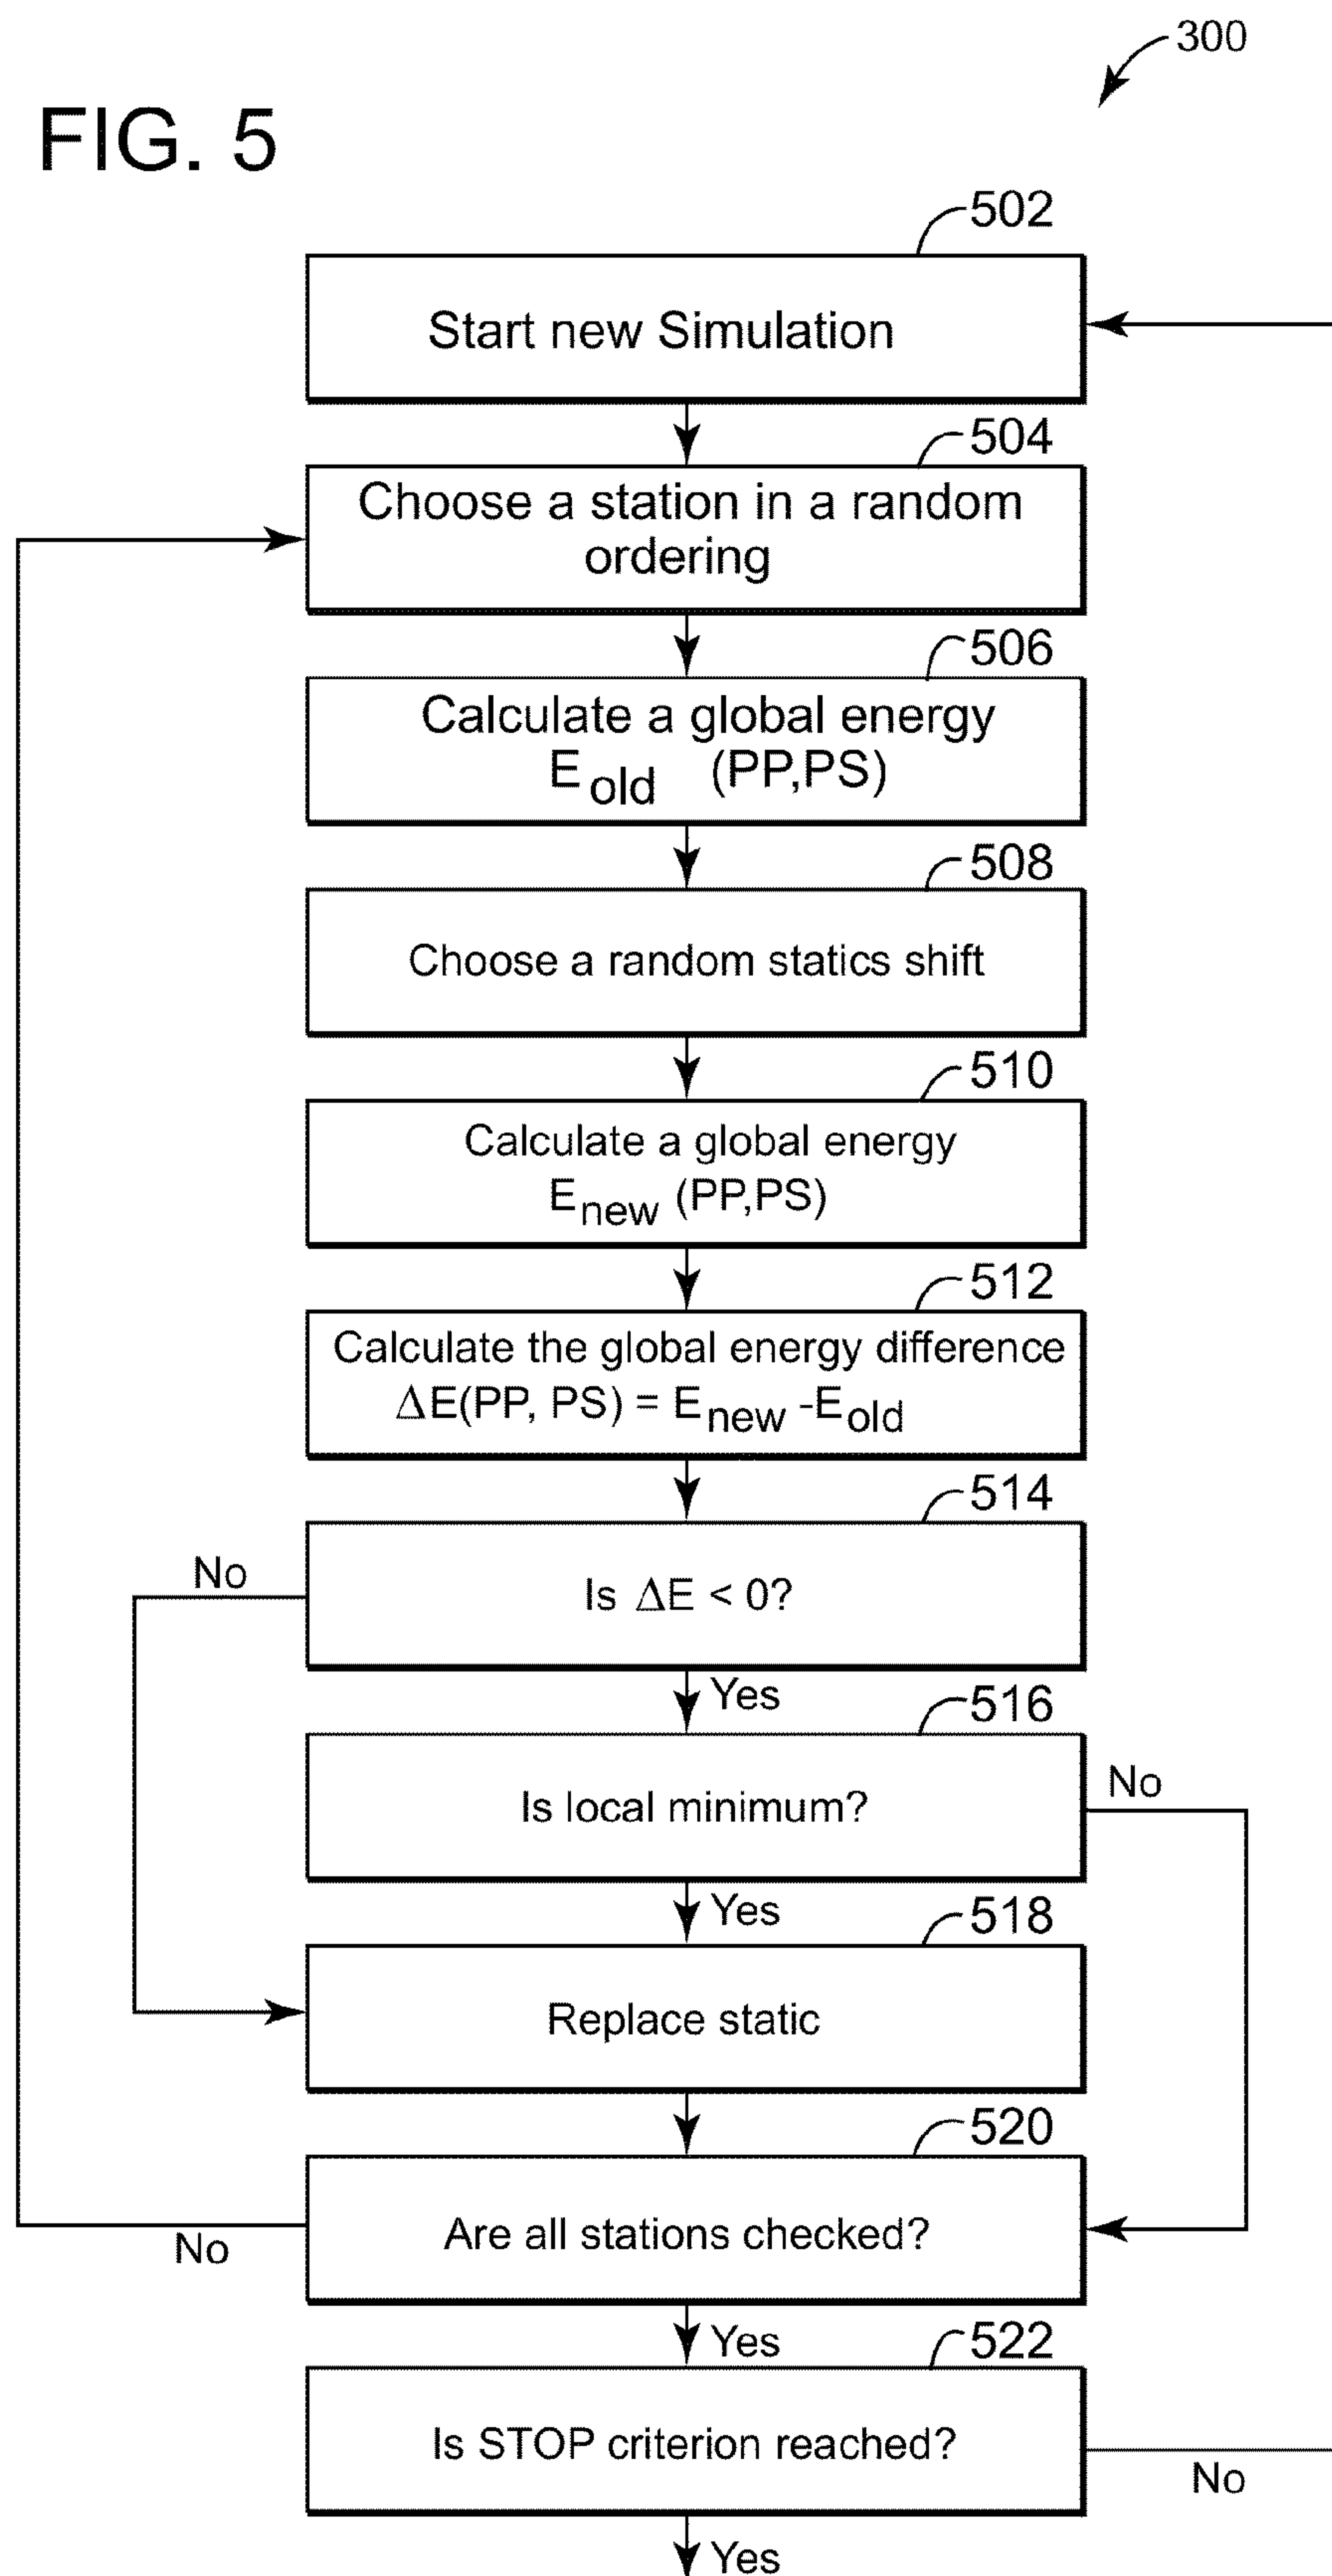 300
FIG. 5
502
Start new Simulation
504
Choose a station in a random
ordering
506
Calculate a global energy
E old (PP,PS)
508
Choose a random statics shift
510
Calculate a global energy
E new (PP,PS)
512
Calculate the global energy difference
ΔE(PP, PS) = E new -E old
514
No
Is ΔE < 0?
Yes
516
Is local minimum?
No
Yes
518
Replace static
520
Are all stations checked?
No
Yes
522
Is STOP criterion reached?
No
Yes